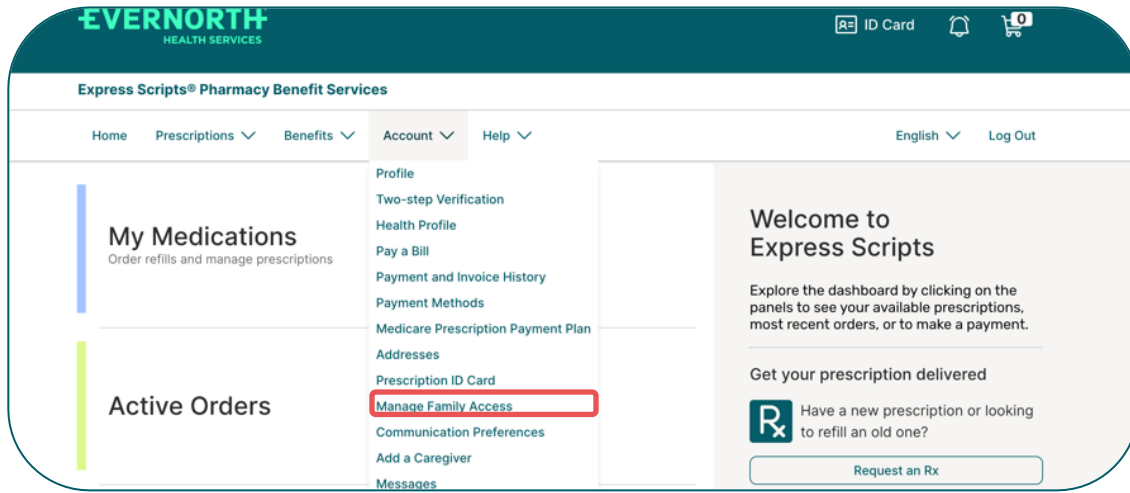 EVERNORTH
HEALTH SERVICES
ID Card
0
Express Scripts® Pharmacy Benefit Services
Home Prescriptions Benefits Account Help English Log Out
Profile
Two-step Verification
Health Profile
Pay a Bill
Payment and Invoice History
Payment Methods
Medicare Prescription Payment Plan
Addresses
Prescription ID Card
Manage Family Access
Communication Preferences
Add a Caregiver
Messages
My Medications
Order refills and manage prescriptions
Active Orders
Welcome to
Express Scripts
Explore the dashboard by clicking on the
panels to see your available prescriptions,
most recent orders, or to make a payment.
Get your prescription delivered
Rx
Have a new prescription or looking
to refill an old one?
Request an Rx